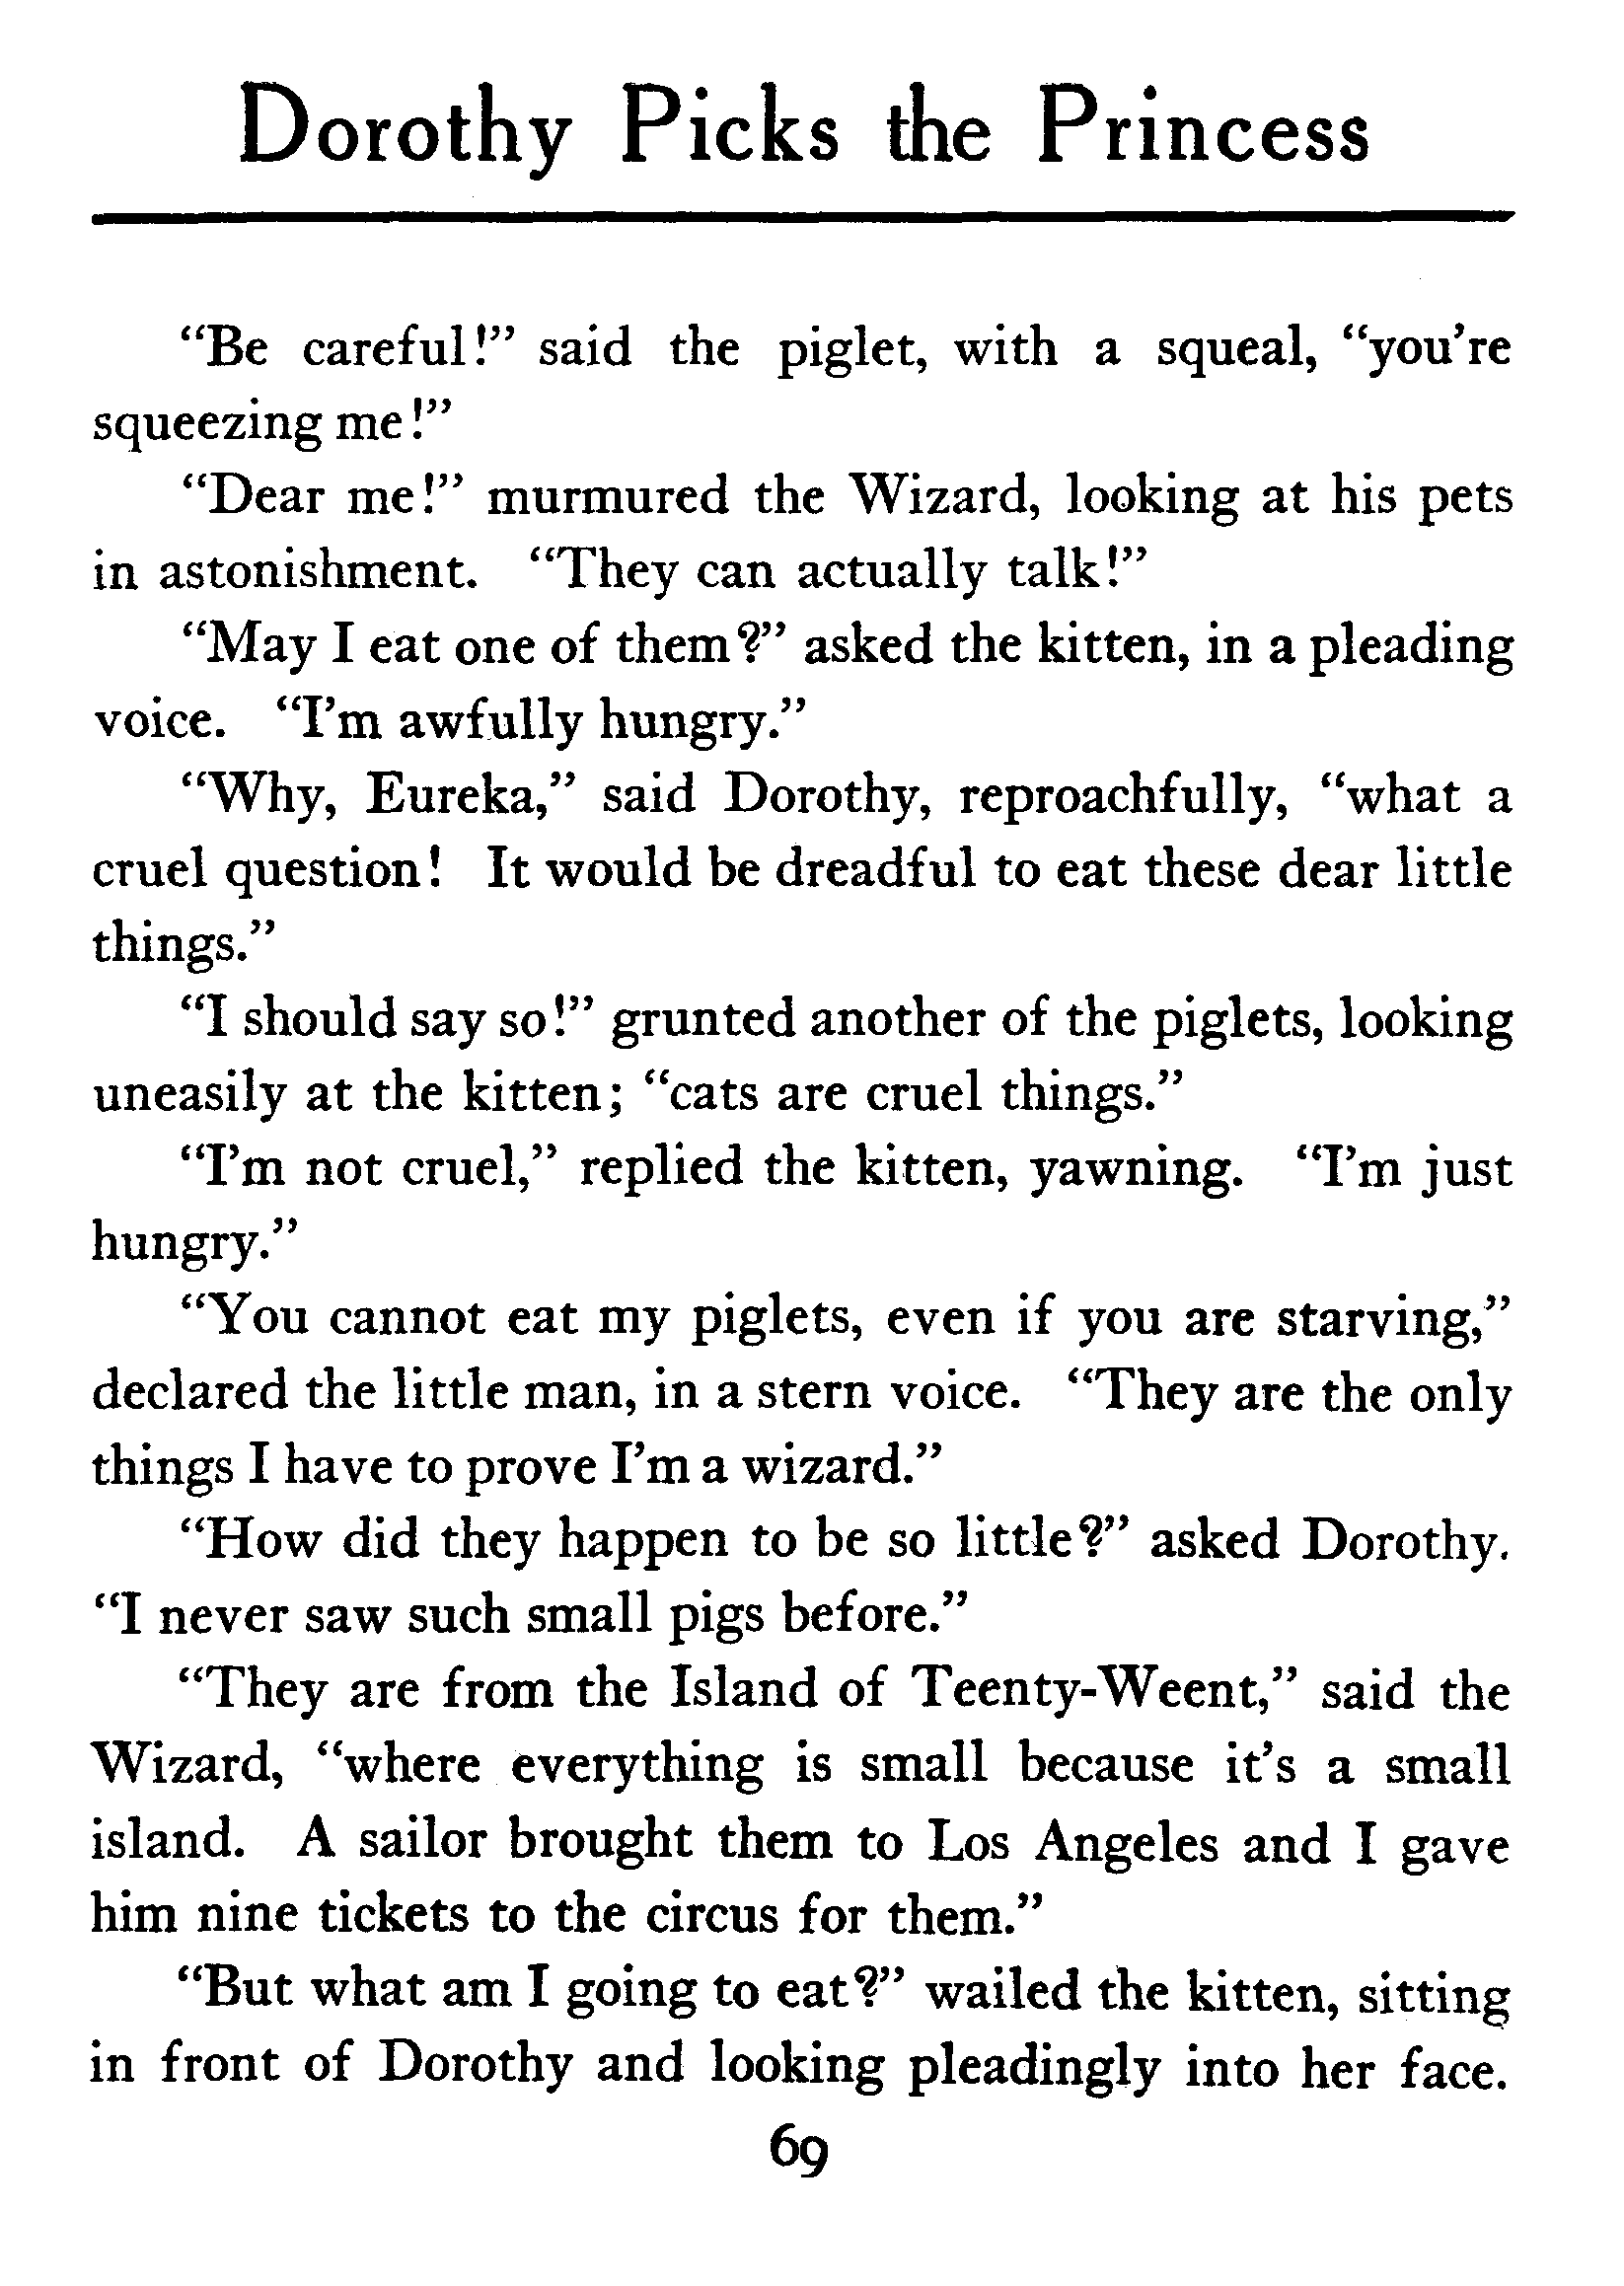 Dorothy Picks the Princess
"Be careful!" said the piglet, with a squeal, "you're
squeezing me!"
"Dear me!" murmured the Wizard, looking at his pets
in astonishment. "They can actually talk!"
"May I eat one of them?" asked the kitten, in a pleading
voice. "I'm awfully hungry."
"Why, Eureka," said Dorothy, reproachfully, "what a
cruel question! It would be dreadful to eat these dear little
things."
"I should say so!" grunted another of the piglets, looking
uneasily at the kitten; "cats are cruel things."
"I'm not cruel," replied the kitten, yawning. "I'm just
hungry."
"You cannot eat my piglets, even if you are starving,"
declared the little man, in a stern voice. "They are the only
things I have to prove I'm a wizard."
"How did they happen to be so little?" asked Dorothy.
"I never saw such small pigs before."
"They are from the Island of Teenty-Weent," said the
Wizard, "where everything is small because it's a small
island. A sailor brought them to Los Angeles and I gave
him nine tickets to the circus for them."
"But what am I going to eat?" wailed the kitten, sitting
in front of Dorothy and looking pleadingly into her face.
69